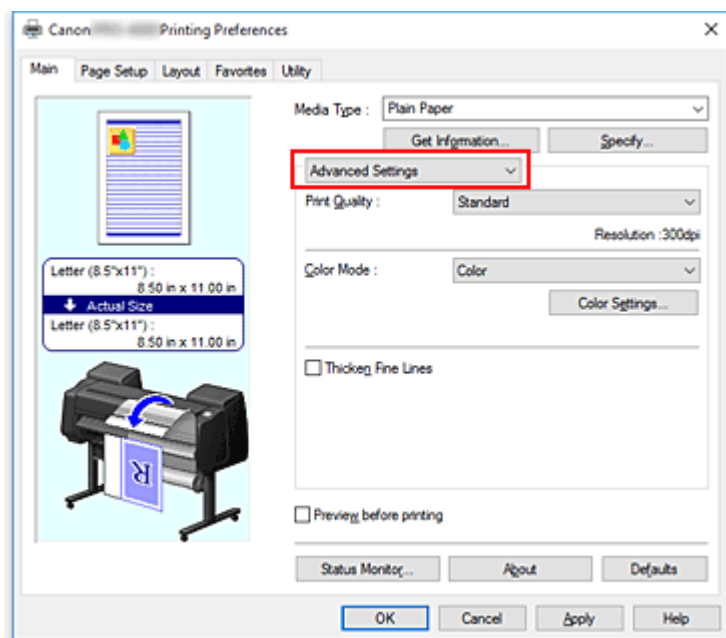 Canon Printing Preferences
Main Page Setup Layout Favorites Utility
Media Type : Plain Paper
Get Information... Specify...
Advanced Settings
Print Quality : Standard
Resolution :300dpi
Color Mode : Color
Color Settings...
Thicken Fine Lines
Letter (8.5"x11") :
8.50 in x 11.00 in
Actual Size
Letter (8.5"x11") :
8.50 in x 11.00 in
R
Preview before printing
Status Monitor... About Defaults
OK Cancel Apply Help